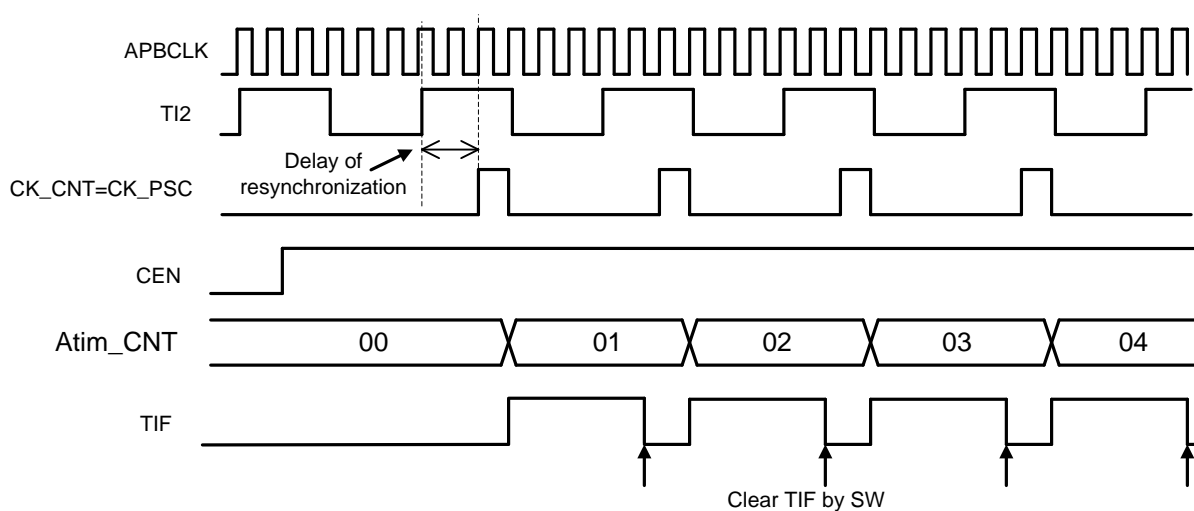 APBCLK
TI2
Delay of
resynchronization
CK_CNT=CK_PSC
CEN
Atim_CNT
00
01
02
03
04
TIF
Clear TIF by SW